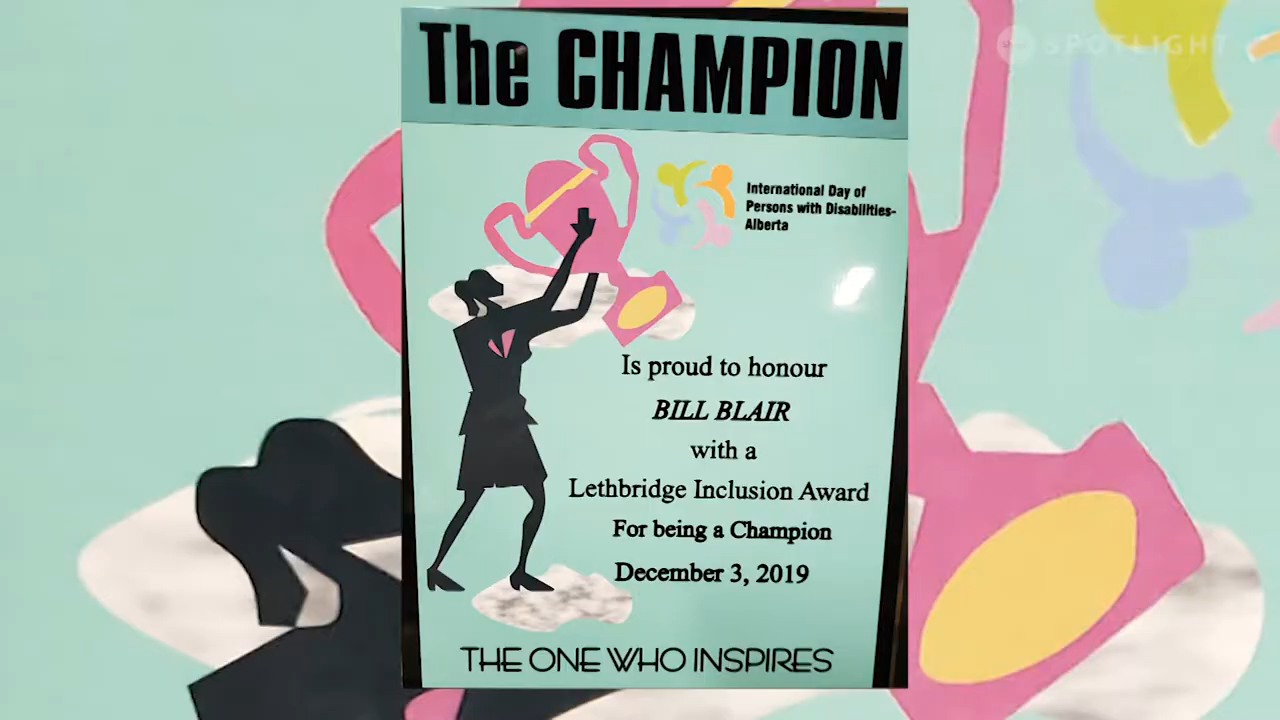 The CHAMPION
SPOTLIGHT
International Day of
Persons with Disabilities-
Alberta
Is proud to honour
BILL BLAIR
with a
Lethbridge Inclusion Award
For being a Champion
December 3, 2019
THE ONE WHO INSPIRES